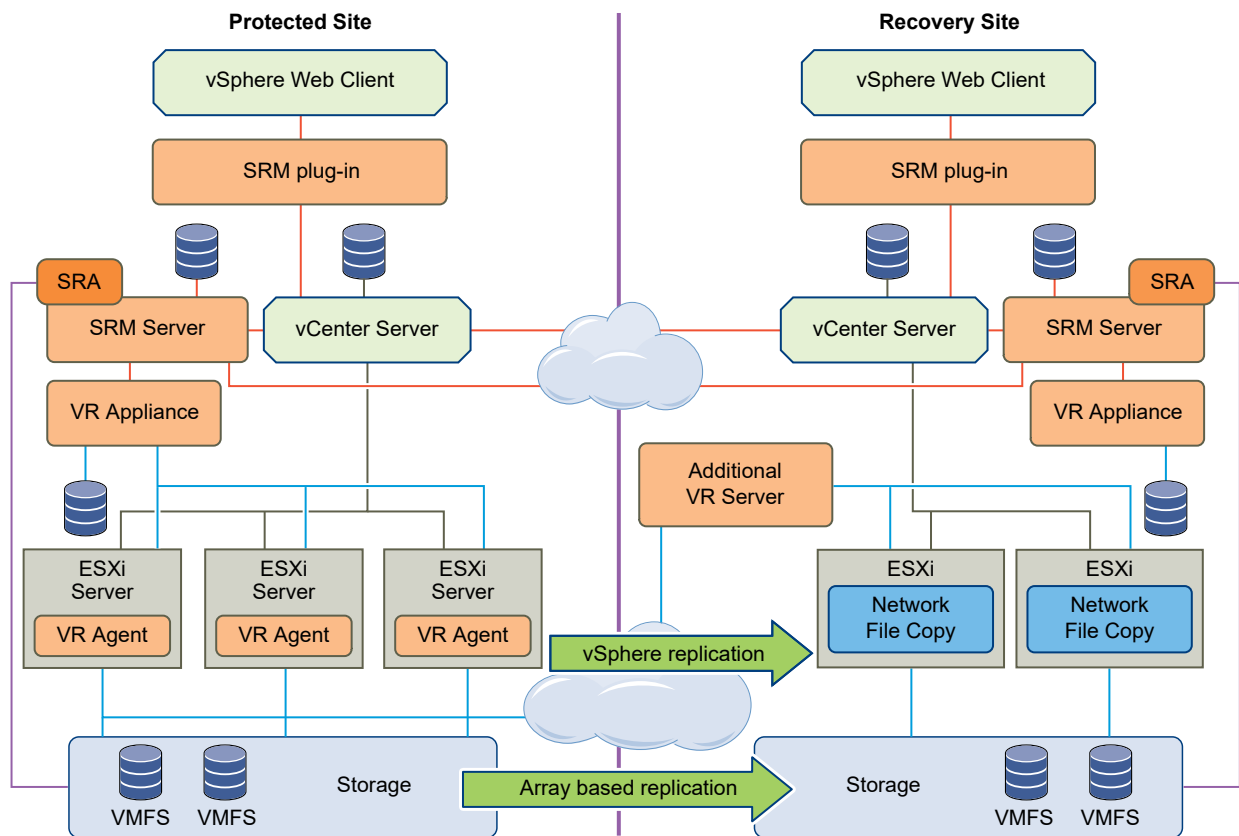 Protected Site
Recovery Site
vSphere Web Client
vSphere Web Client
SRM plug-in
SRM plug-in
SRA
SRA
SRM Server
vCenter Server
vCenter Server
SRM Server
VR Appliance
VR Appliance
Additional
VR Server
ESXi
Server
VR Agent
ESXi
Server
VR Agent
ESXi
Server
VR Agent
ESXi
Network
File Copy
ESXi
Network
File Copy
vSphere replication
Storage
VMFS
VMFS
Array based replication
Storage
VMFS
VMFS